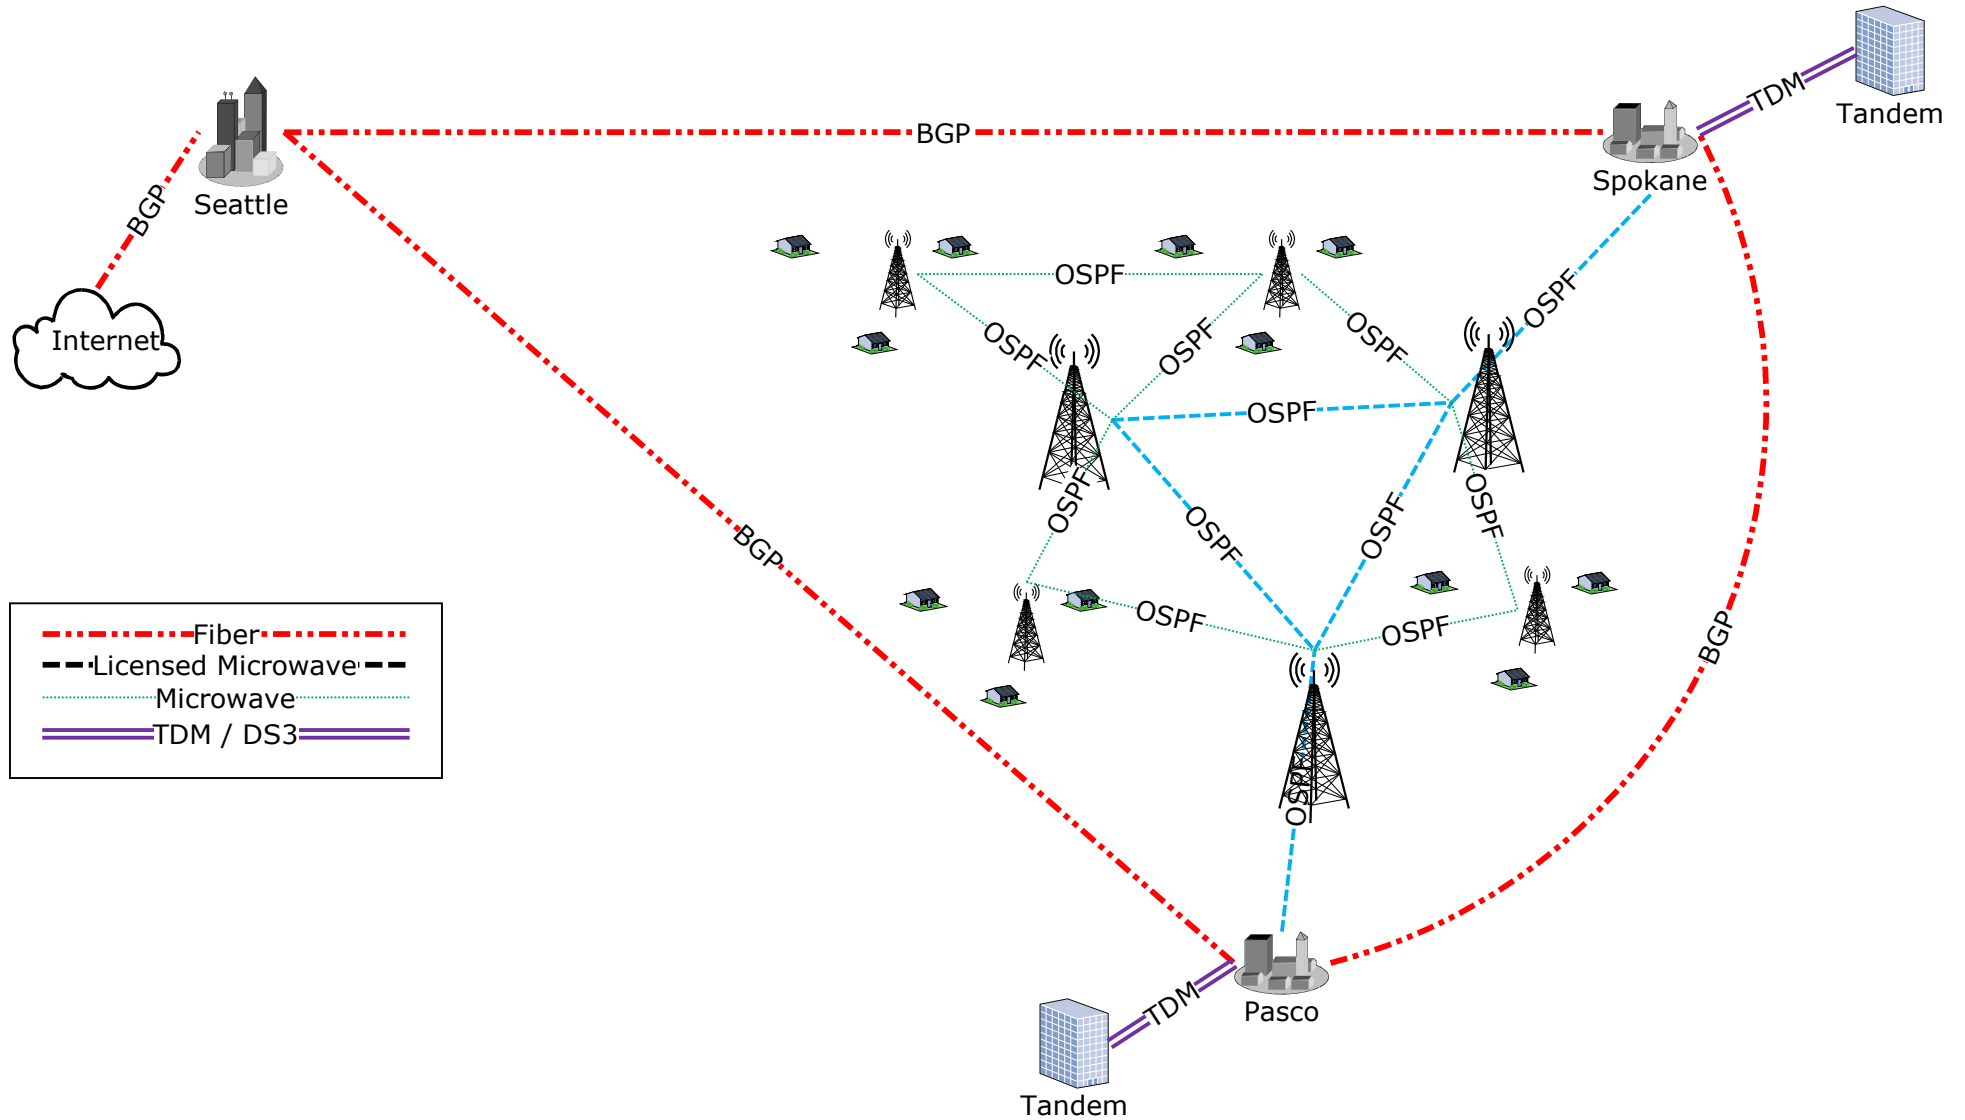 TDM
Tandem
BGP
Spokane
Seattle
BGP
OSPF
OSPF
Internet
OSPF
OSPF
OSPF
OSPF
OSPF
OSPF
OSPF
OSPF
BGP
OSPF
OSPF
BGP
Fiber
Licensed Microwave
Microwave
TDM / DS3
OSPF
TDM
Pasco
Tandem